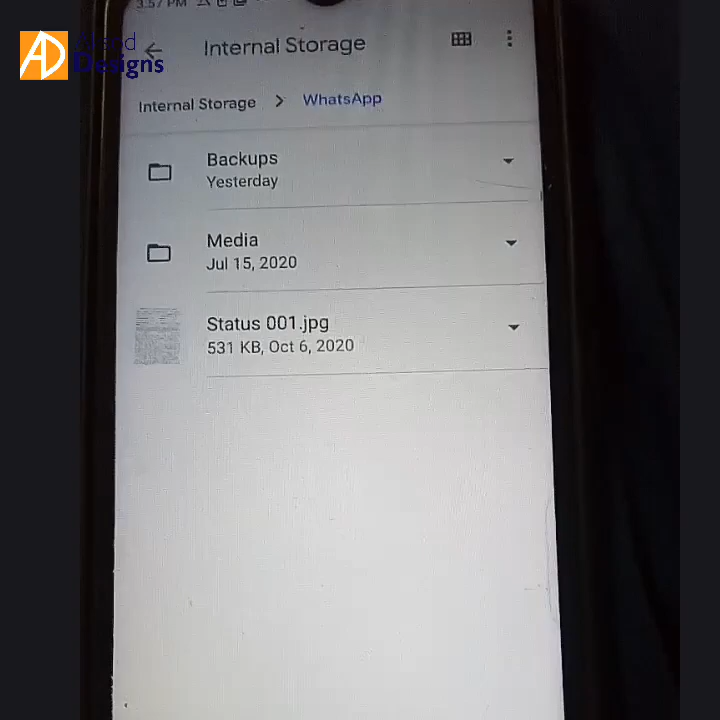 3:57 PM
AD
Designs
Internal Storage
Internal Storage > WhatsApp
Backups
Yesterday
Media
Jul 15, 2020
Status 001.jpg
531 KB, Oct 6, 2020